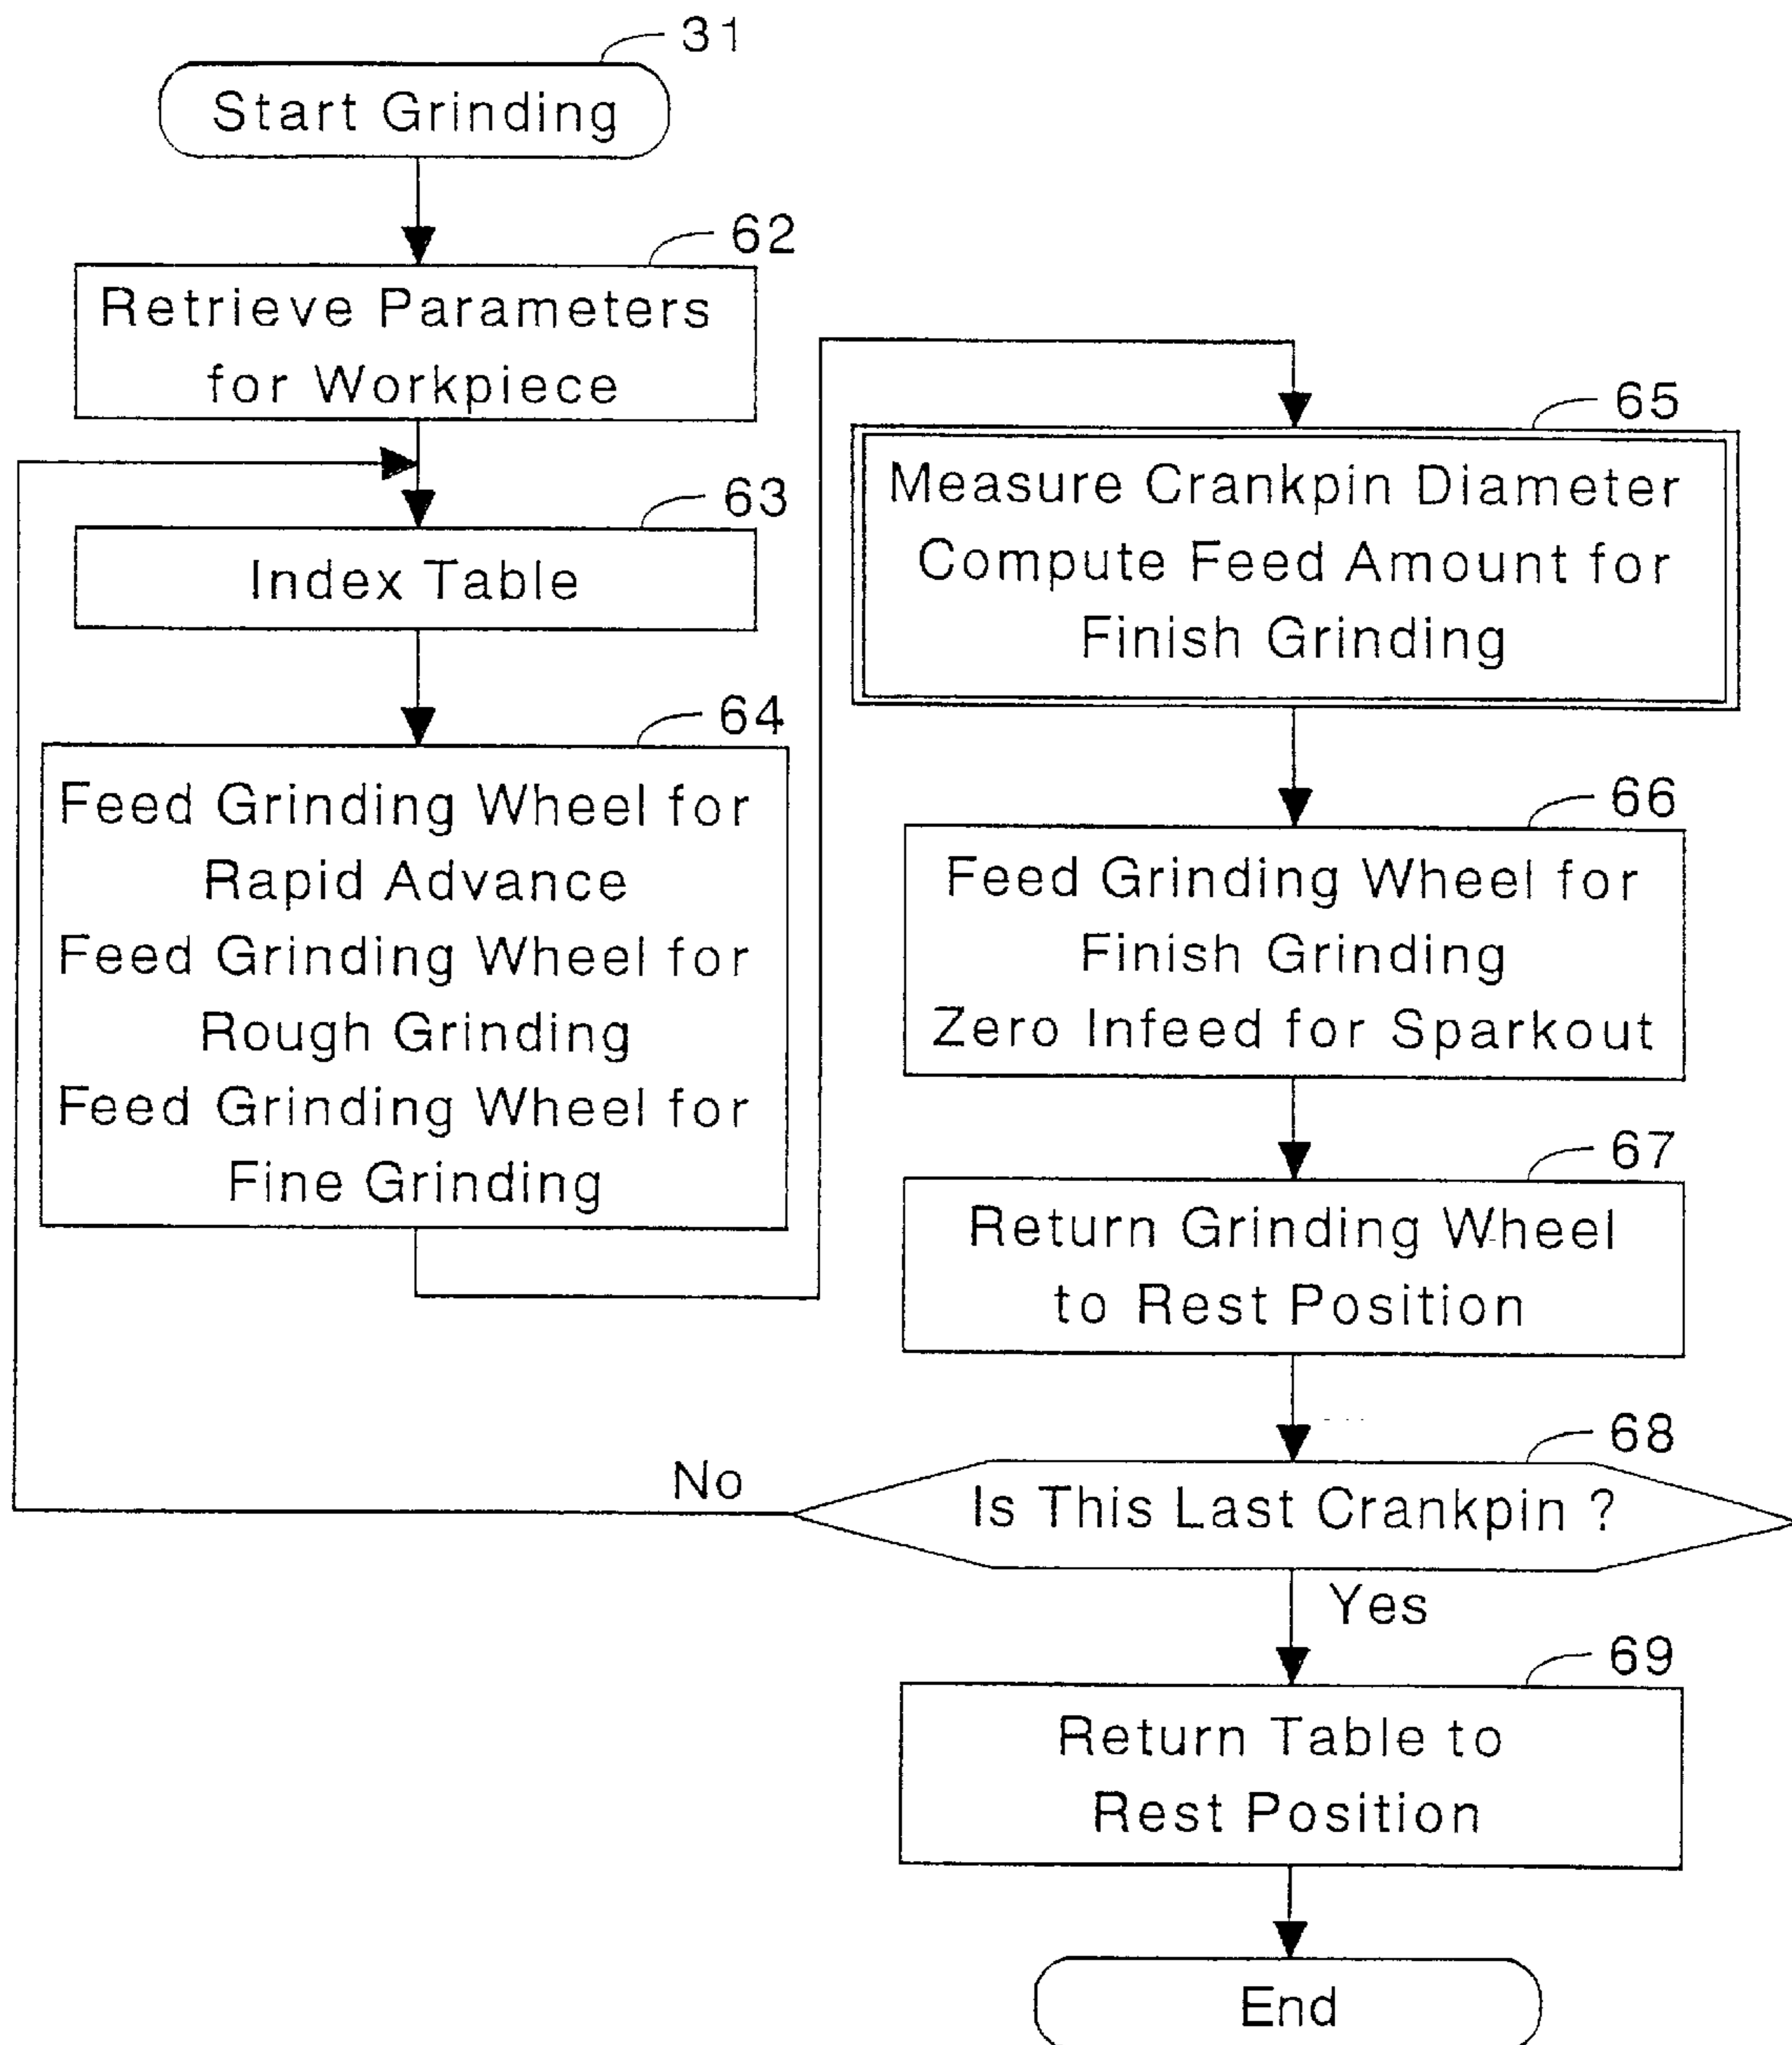 31
Start Grinding
62
Retrieve Parameters
for Workpiece
63
Index Table
64
Feed Grinding Wheel for
Rapid Advance
Feed Grinding Wheel for
Rough Grinding
Feed Grinding Wheel for
Fine Grinding
65
Measure Crankpin Diameter
Compute Feed Amount for
Finish Grinding
66
Feed Grinding Wheel for
Finish Grinding
Zero Infeed for Sparkout
67
Return Grinding Wheel
to Rest Position
68
Is This Last Crankpin ?
No
Yes
69
Return Table to
Rest Position
End